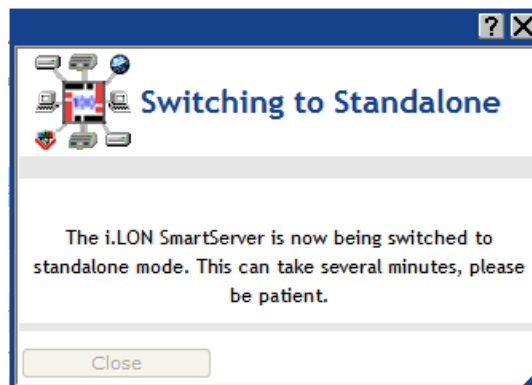 Switching to Standalone
The i.LON SmartServer is now being switched to
standalone mode. This can take several minutes, please
be patient.
Close